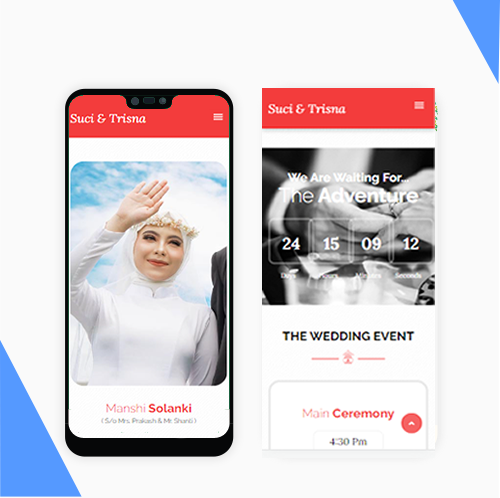 Suci & Trisna
Manshi Solanki
( S/o Mrs. Prakash & Mr. Shanti )
Suci & Trisna
We Are Waiting For...
The Adventure
24 15 09 12
Days Hours Minutes Seconds
THE WEDDING EVENT
Main Ceremony
4:30 Pm